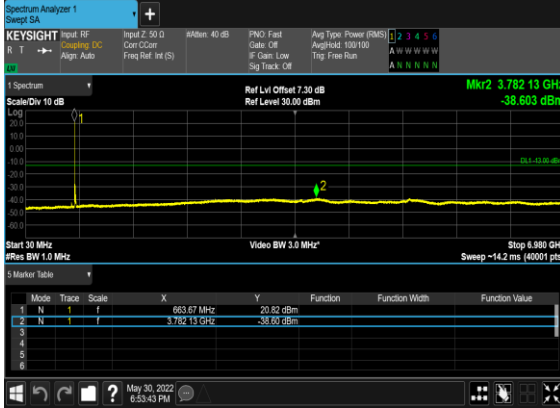 Spectrum Analyzer 1
Swept SA
+
KEYSIGHT
R T
LU
Input: RF
Coupling: DC
Align: Auto
Input Z: 50 Ω
Corr CCorr
Freq Ref: Int (S)
#Atten: 40 dB
PNO: Fast
Gate: Off
IF Gain: Low
Sig Track: Off
Avg Type: Power (RMS)
Avg|Hold: 100/100
Trig: Free Run
1 2 3 4 5 6
A W W W W W
A N N N N N
1 Spectrum
Scale/Div 10 dB
Log
Ref Lvl Offset 7.30 dB
Ref Level 30.00 dBm
Mkr2 3.782 13 GHz
-38.603 dBm
20.0
10.0
0.00
-10.0
-20.0
-30.0
-40.0
-50.0
-60.0
1
2
DL1 -13.00 dBm
Start 30 MHz
#Res BW 1.0 MHz
Video BW 3.0 MHz*
Stop 6.980 GH
Sweep ~14.2 ms (40001 pts
5 Marker Table
Mode Trace Scale X Y Function Function Width Function Value
1 N 1 f 663.67 MHz 20.82 dBm
2 N 1 f 3.782 13 GHz -38.60 dBm
3
4
5
6
?
May 30, 2022
6:53:43 PM